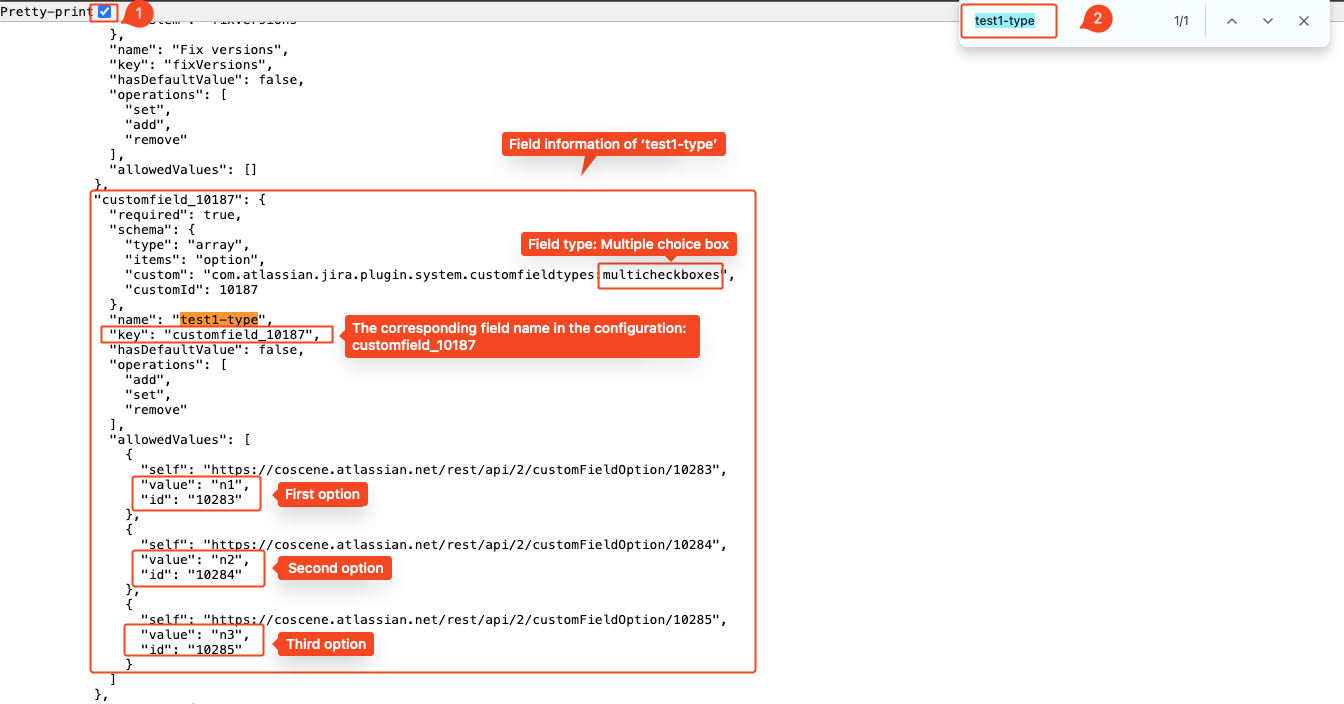 Pretty-print
1
test1-type
2
1/1
},
"name": "Fix versions",
"key": "fixVersions",
"hasDefaultValue": false,
"operations": [
"set",
"add",
"remove"
],
"allowedValues": []
},
Field information of ‘test1-type’
"customfield_10187": {
"required": true,
"schema": {
"type": "array",
"items": "option",
Field type: Multiple choice box
"custom": "com.atlassian.jira.plugin.system.customfieldtypes:multicheckboxes",
"customId": 10187
},
"name": "test1-type",
"key": "customfield_10187",
The corresponding field name in the configuration:
customfield_10187
"hasDefaultValue": false,
"operations": [
"add",
"set",
"remove"
],
"allowedValues": [
{
"self": "https://coscene.atlassian.net/rest/api/2/customFieldOption/10283",
"value": "n1",
"id": "10283"
First option
},
{
"self": "https://coscene.atlassian.net/rest/api/2/customFieldOption/10284",
"value": "n2",
"id": "10284"
Second option
},
{
"self": "https://coscene.atlassian.net/rest/api/2/customFieldOption/10285",
"value": "n3",
"id": "10285"
Third option
}
]
},